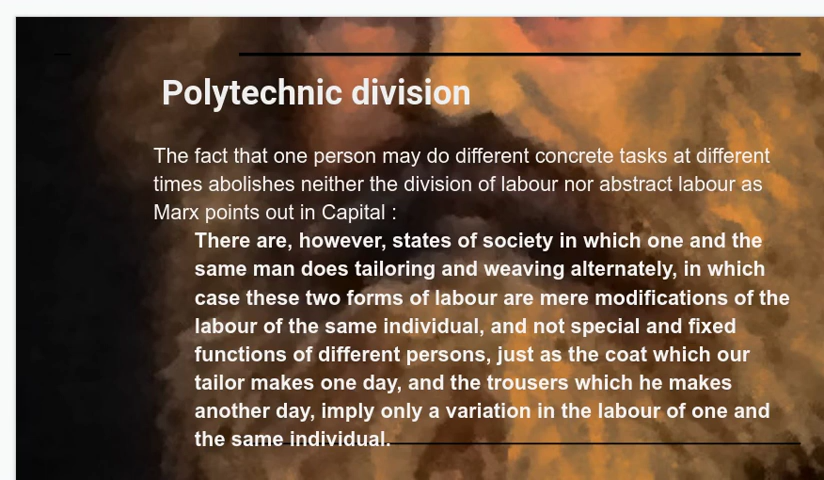 Polytechnic division
The fact that one person may do different concrete tasks at different
times abolishes neither the division of labour nor abstract labour as
Marx points out in Capital :
There are, however, states of society in which one and the
same man does tailoring and weaving alternately, in which
case these two forms of labour are mere modifications of the
labour of the same individual, and not special and fixed
functions of different persons, just as the coat which our
tailor makes one day, and the trousers which he makes
another day, imply only a variation in the labour of one and
the same individual.